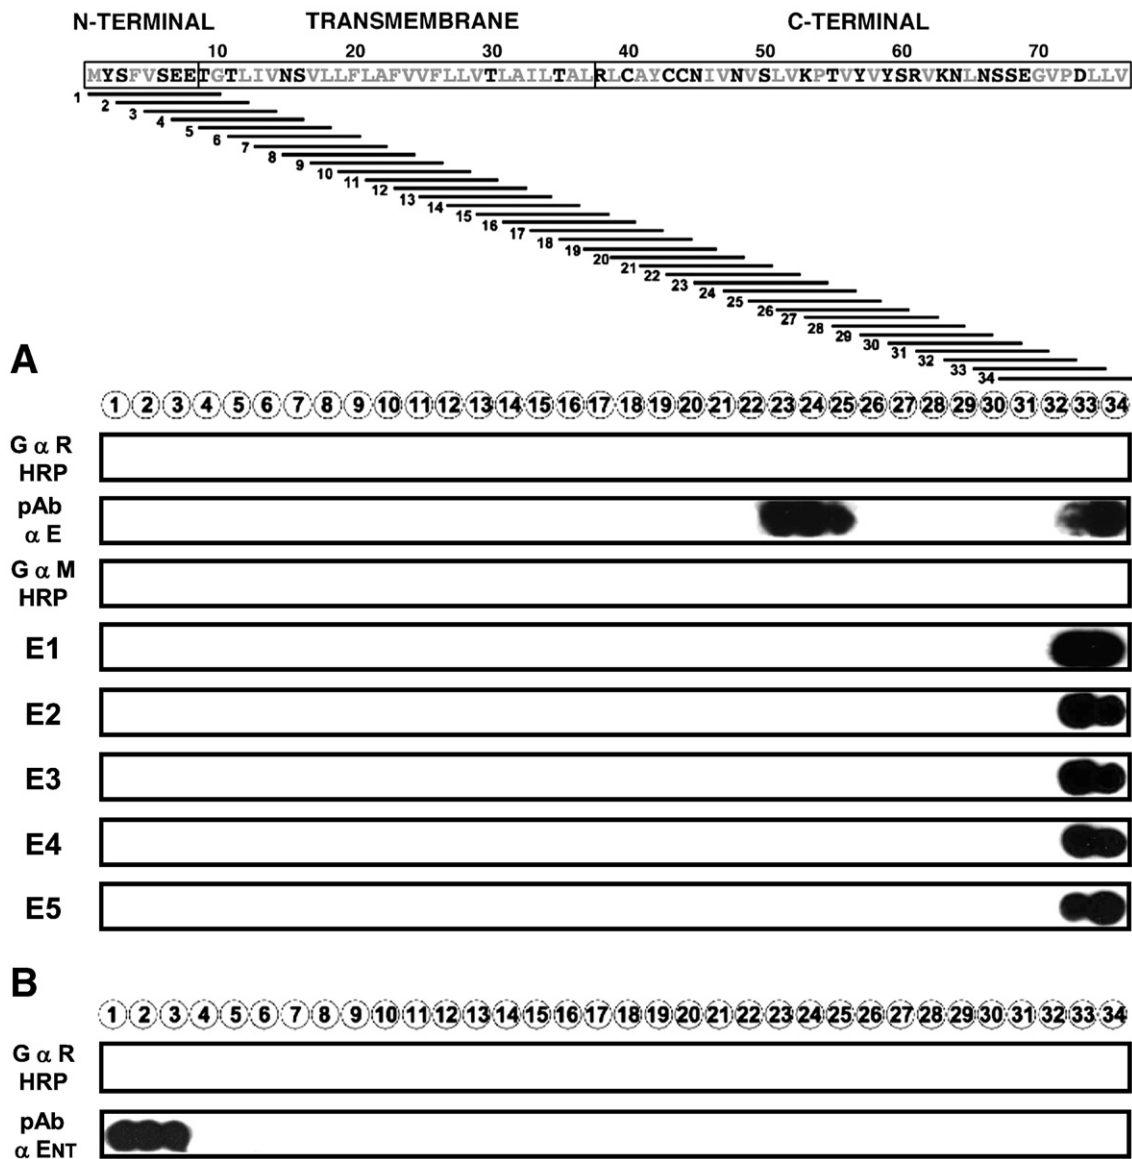 N-TERMINAL TRANSMEMBRANE C-TERMINAL
10 20 30 40 50 60 70
MYSFVSEETGTLIVNSVLLFLAFVVFLLVTLAILTALRLCAYCCNIVNVSLVKPTVYVYSRVKNLNSSEGVPDLLV
1
2
3
4
5
6
7
8
9
10
11
12
13
14
15
16
17
18
19
20
21
22
23
24
25
26
27
28
29
30
31
32
33
34
A
1 2 3 4 5 6 7 8 9 10 11 12 13 14 15 16 17 18 19 20 21 22 23 24 25 26 27 28 29 30 31 32 33 34
G α R
HRP
pAb
α E
G α M
HRP
E1
E2
E3
E4
E5
B
1 2 3 4 5 6 7 8 9 10 11 12 13 14 15 16 17 18 19 20 21 22 23 24 25 26 27 28 29 30 31 32 33 34
G α R
HRP
pAb
α ENT